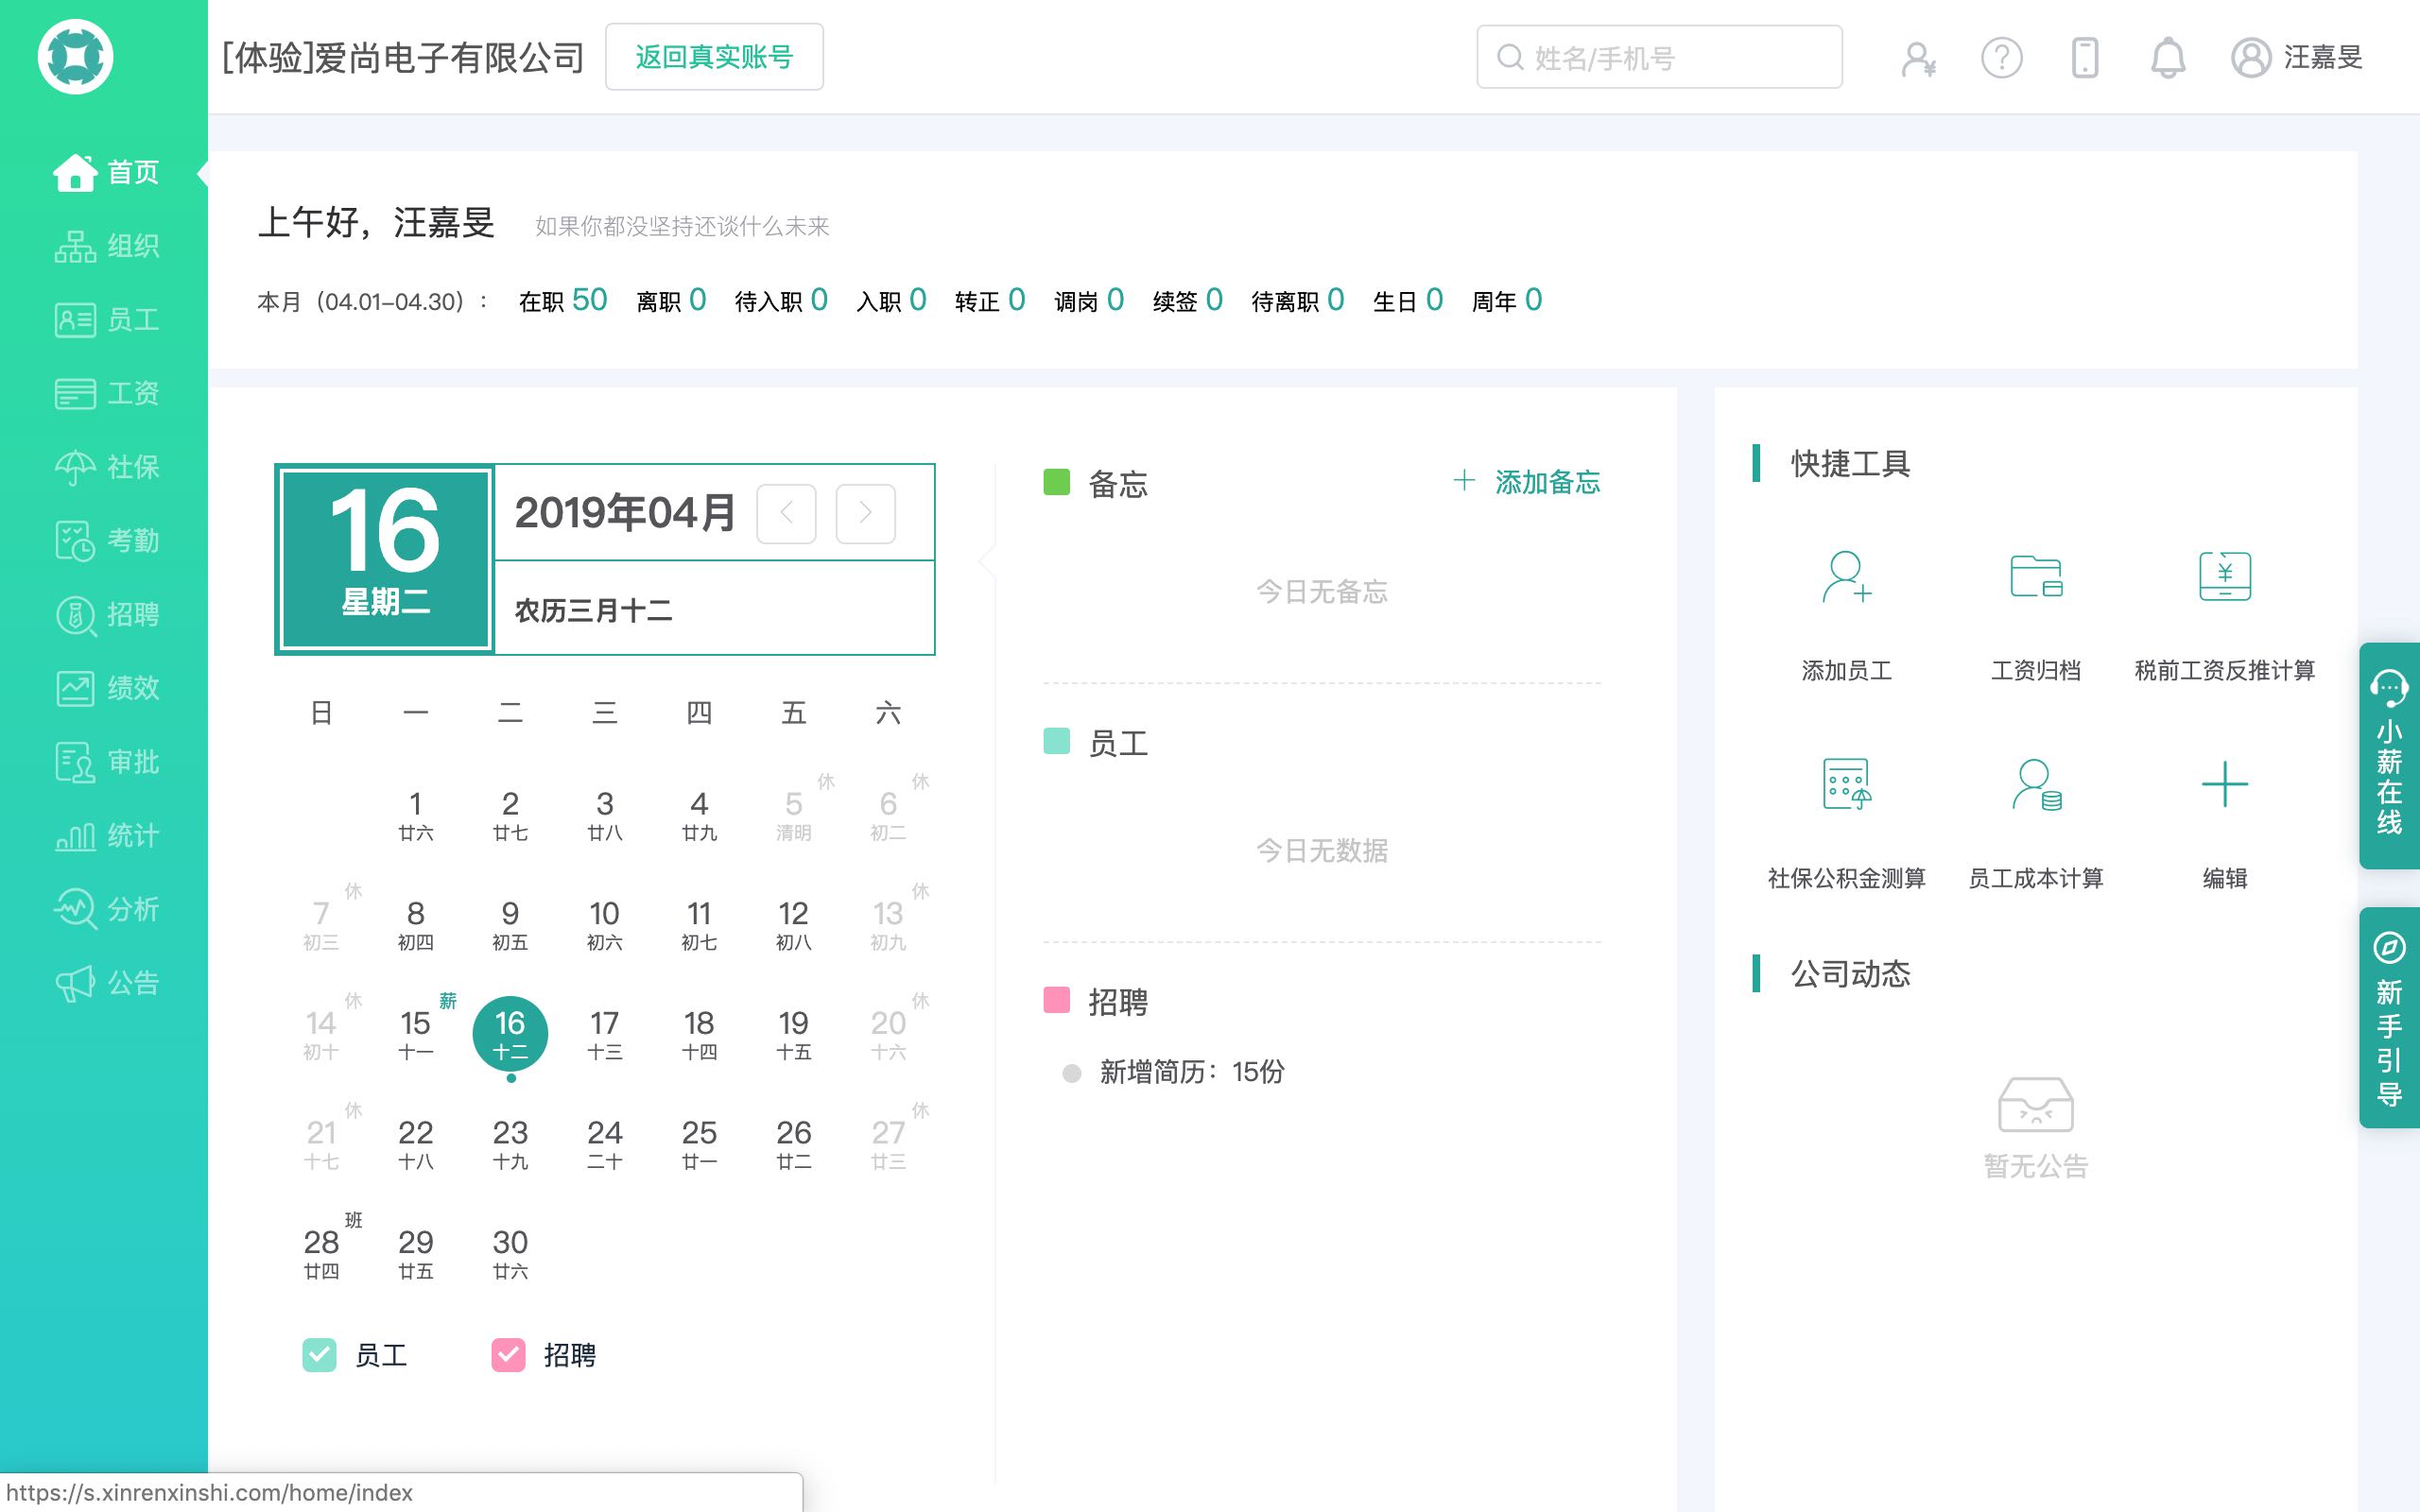 [体验]爱尚电子有限公司 返回真实账号 姓名/手机号 汪嘉旻
首页
组织
员工
工资
社保
考勤
招聘
绩效
审批
统计
分析
公告
上午好，汪嘉旻 如果你都没坚持还谈什么未来
本月（04.01-04.30）： 在职 50 离职 0 待入职 0 入职 0 转正 0 调岗 0 续签 0 待离职 0 生日 0 周年 0
16
星期二
2019年04月
农历三月十二
日 一 二 三 四 五 六
休 休
1 2 3 4 5 6
廿六 廿七 廿八 廿九 清明 初二
休 休
7 8 9 10 11 12 13
初三 初四 初五 初六 初七 初八 初九
休 薪 休
14 15 16 17 18 19 20
初十 十一 十二 十三 十四 十五 十六
休 休
21 22 23 24 25 26 27
十七 十八 十九 二十 廿一 廿二 廿三
班
28 29 30
廿四 廿五 廿六
员工 招聘
备忘 添加备忘
今日无备忘
员工
今日无数据
招聘
新增简历：15份
快捷工具
添加员工 工资归档 税前工资反推计算
社保公积金测算 员工成本计算 编辑
公司动态
暂无公告
小薪在线
新手引导
https://s.xinrenxinshi.com/home/index